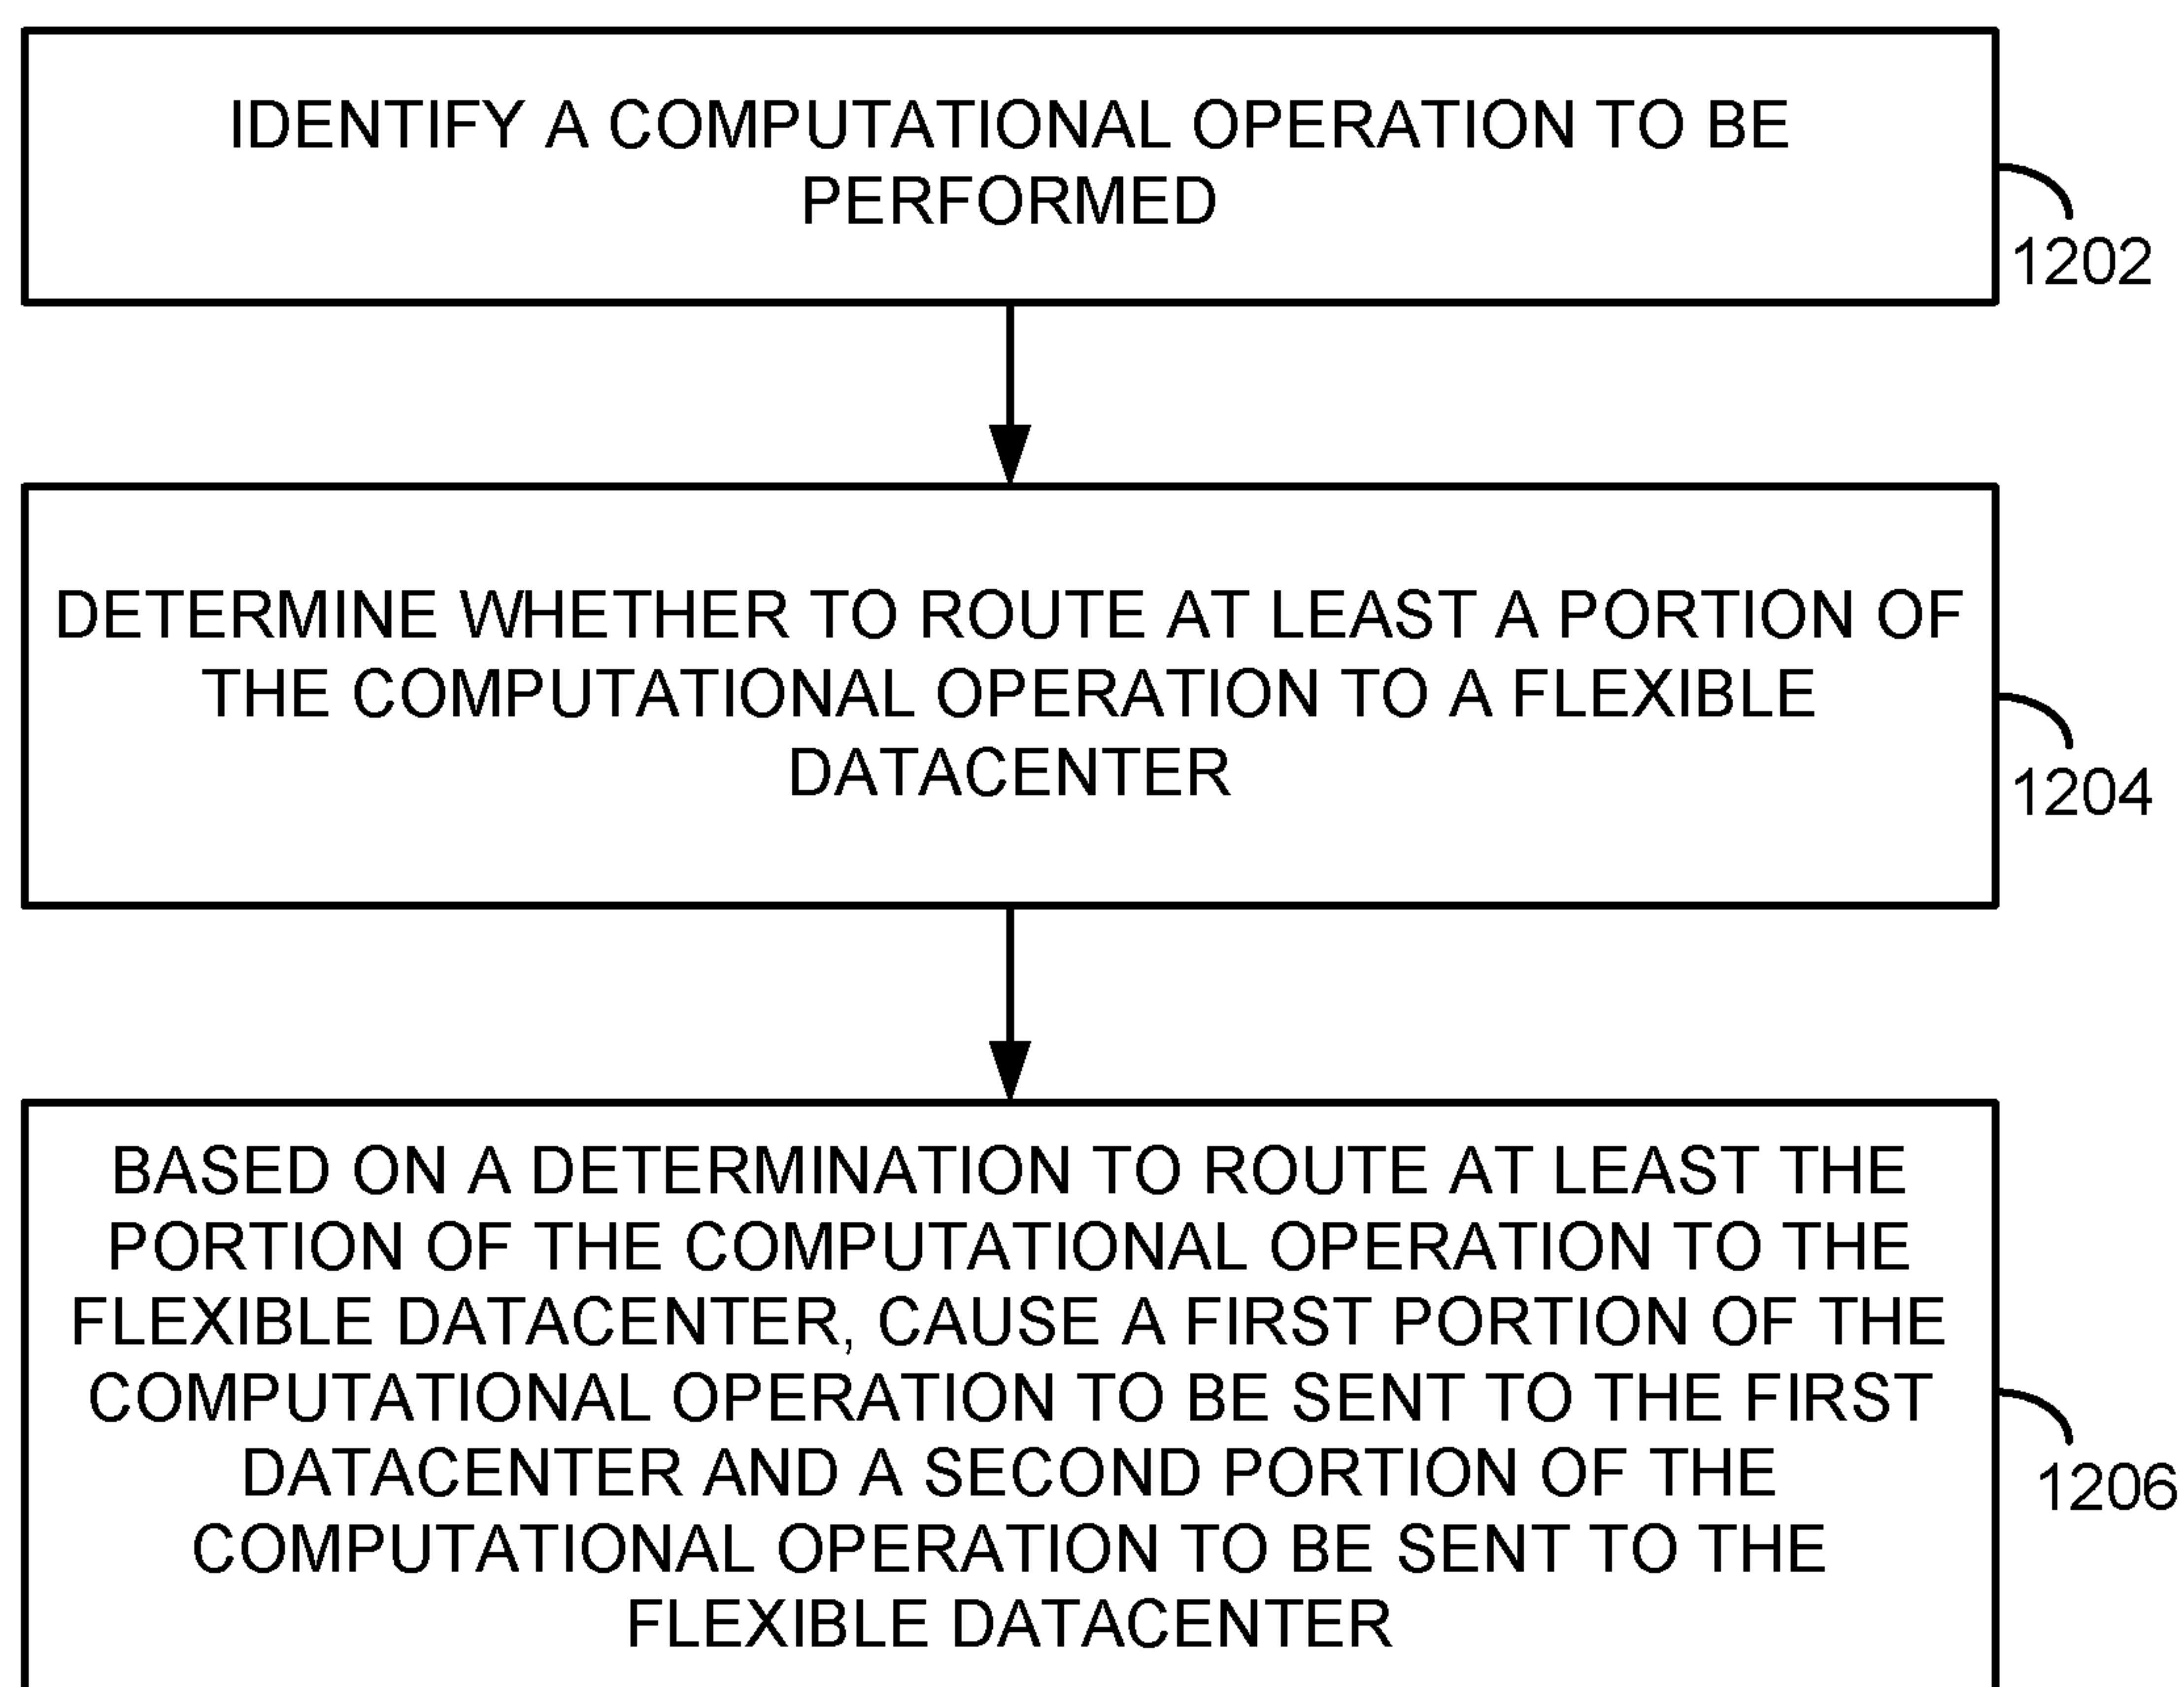 IDENTIFY A COMPUTATIONAL OPERATION TO BE
PERFORMED
1202
DETERMINE WHETHER TO ROUTE AT LEAST A PORTION OF
THE COMPUTATIONAL OPERATION TO A FLEXIBLE
DATACENTER
1204
BASED ON A DETERMINATION TO ROUTE AT LEAST THE
PORTION OF THE COMPUTATIONAL OPERATION TO THE
FLEXIBLE DATACENTER, CAUSE A FIRST PORTION OF THE
COMPUTATIONAL OPERATION TO BE SENT TO THE FIRST
DATACENTER AND A SECOND PORTION OF THE
COMPUTATIONAL OPERATION TO BE SENT TO THE
FLEXIBLE DATACENTER
1206